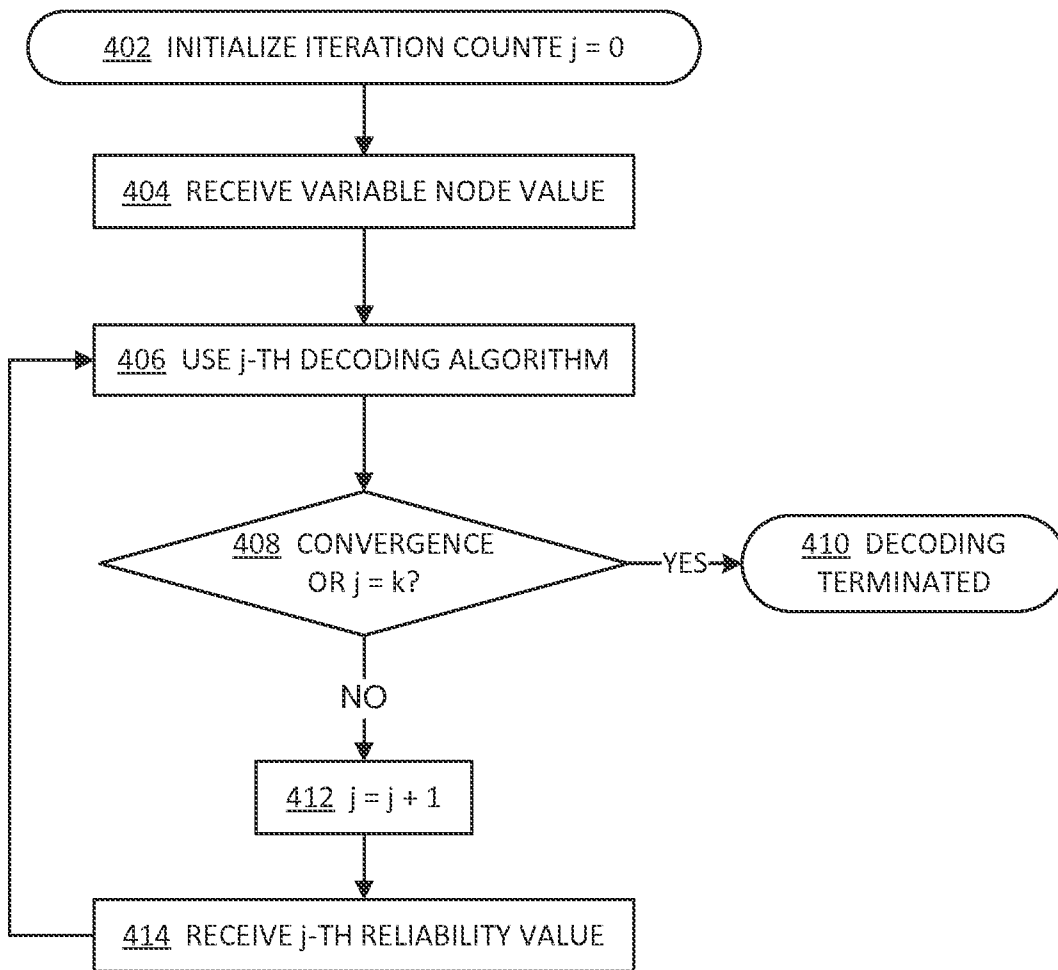 402 INITIALIZE ITERATION COUNTE j = 0
404 RECEIVE VARIABLE NODE VALUE
406 USE j-TH DECODING ALGORITHM
408 CONVERGENCE
OR j = k?
YES
410 DECODING
TERMINATED
NO
412 j = j + 1
414 RECEIVE j-TH RELIABILITY VALUE